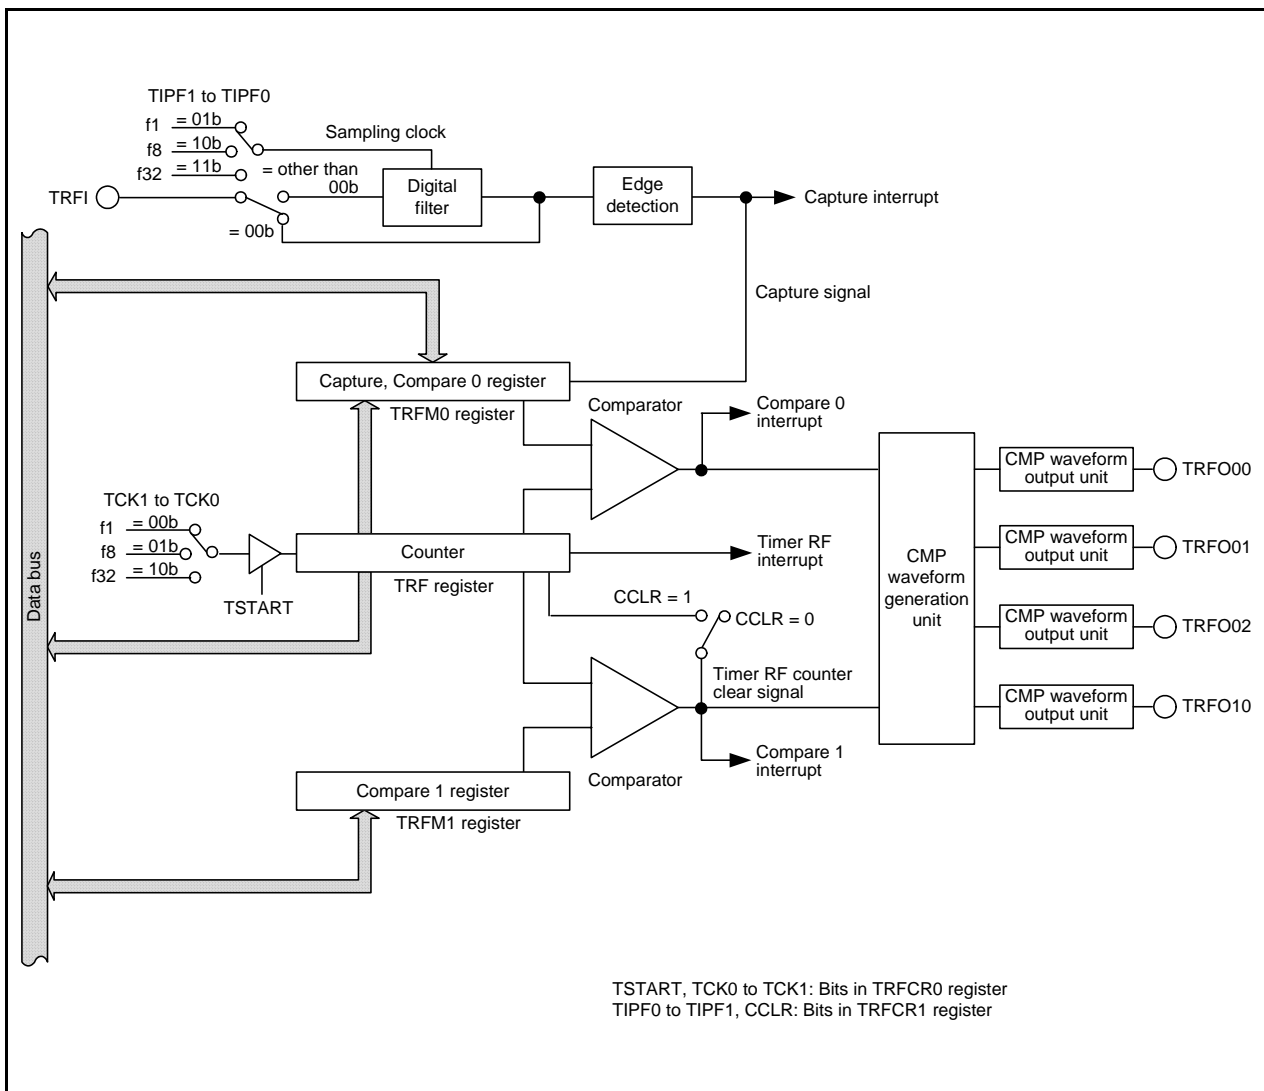 TIPF1 to TIPF0
f1 = 01b
f8 = 10b
f32 = 11b
Sampling clock
= other than
00b
TRFI
= 00b
Digital
filter
Edge
detection
Capture interrupt
Capture signal
Capture, Compare 0 register
TRFM0 register
Comparator
Compare 0
interrupt
TCK1 to TCK0
f1 = 00b
f8 = 01b
f32 = 10b
TSTART
Counter
TRF register
Timer RF
interrupt
CCLR = 1
CCLR = 0
Timer RF counter
clear signal
Comparator
Compare 1
interrupt
Compare 1 register
TRFM1 register
Data bus
CMP
waveform
generation
unit
CMP waveform
output unit
TRFO00
CMP waveform
output unit
TRFO01
CMP waveform
output unit
TRFO02
CMP waveform
output unit
TRFO10
TSTART, TCK0 to TCK1: Bits in TRFCR0 register
TIPF0 to TIPF1, CCLR: Bits in TRFCR1 register